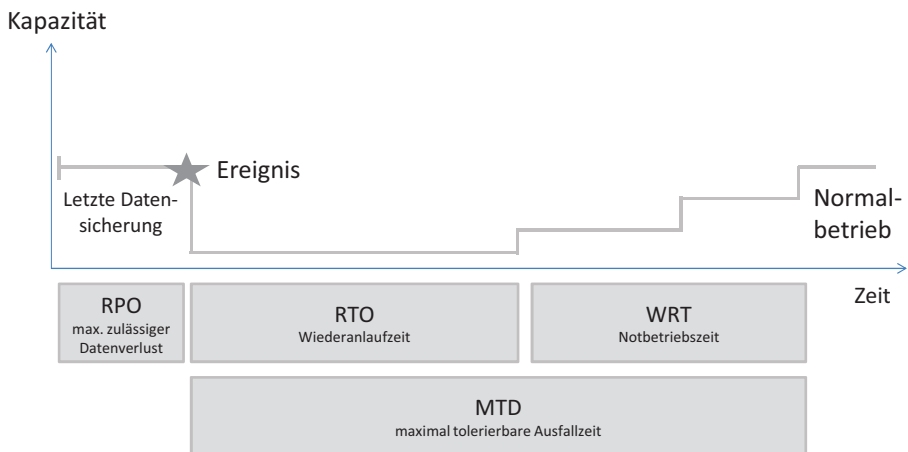 Kapazität
Ereignis
Letzte Daten-
sicherung
Normal-
betrieb
Zeit
RPO
max. zulässiger
Datenverlust
RTO
Wiederanlaufzeit
WRT
Notbetriebszeit
MTD
maximal tolerierbare Ausfallzeit